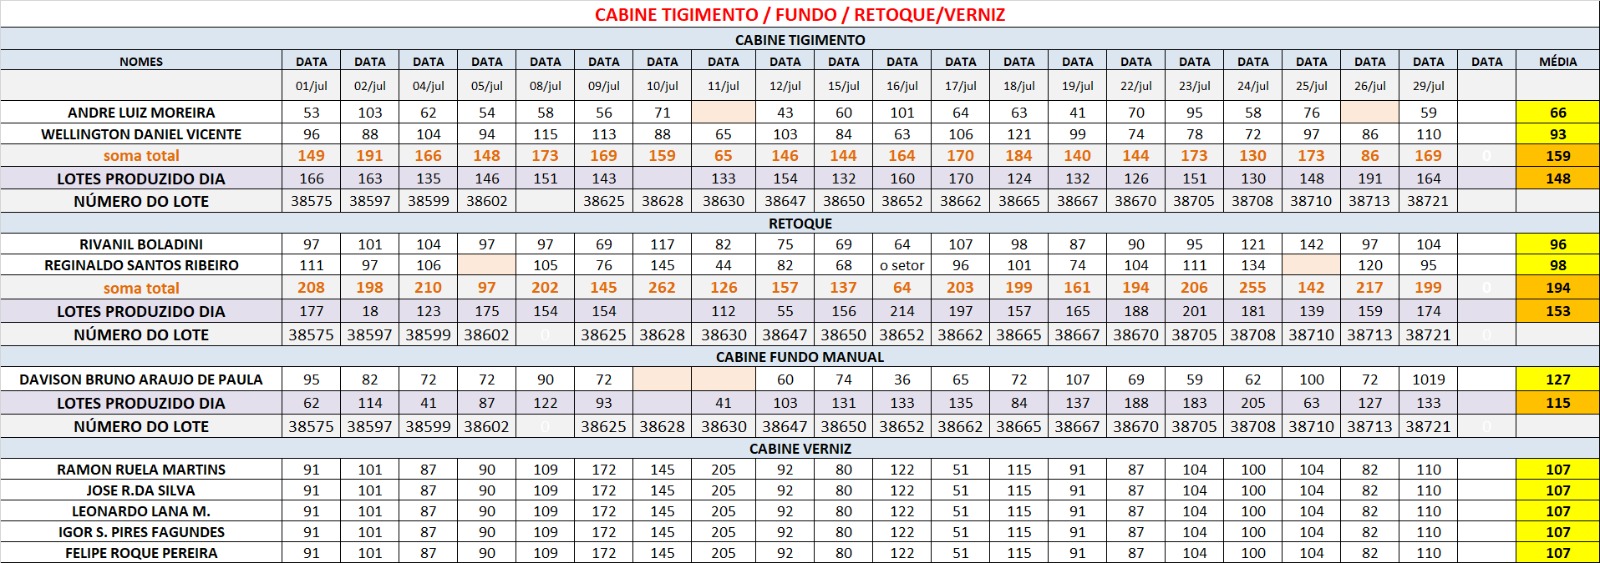 CABINE TIGIMENTO / FUNDO / RETOQUE/VERNIZ
CABINE TIGIMENTO
NOMES DATA DATA DATA DATA DATA DATA DATA DATA DATA DATA DATA DATA DATA DATA DATA DATA DATA DATA DATA DATA DATA MÉDIA
01/jul 02/jul 04/jul 05/jul 08/jul 09/jul 10/jul 11/jul 12/jul 15/jul 16/jul 17/jul 18/jul 19/jul 22/jul 23/jul 24/jul 25/jul 26/jul 29/jul
ANDRE LUIZ MOREIRA 53 103 62 54 58 56 71 43 60 101 64 63 41 70 95 58 76 59 66
WELLINGTON DANIEL VICENTE 96 88 104 94 115 113 88 65 103 84 63 106 121 99 74 78 72 97 86 110 93
soma total 149 191 166 148 173 169 159 65 146 144 164 170 184 140 144 173 130 173 86 169 0 159
LOTES PRODUZIDO DIA 166 163 135 146 151 143 133 154 132 160 170 124 132 126 151 130 148 191 164 148
NÚMERO DO LOTE 38575 38597 38599 38602 38625 38628 38630 38647 38650 38652 38662 38665 38667 38670 38705 38708 38710 38713 38721
RETOQUE
RIVANIL BOLADINI 97 101 104 97 97 69 117 82 75 69 64 107 98 87 90 95 121 142 97 104 96
REGINALDO SANTOS RIBEIRO 111 97 106 105 76 145 44 82 68 o setor 96 101 74 104 111 134 120 95 98
soma total 208 198 210 97 202 145 262 126 157 137 64 203 199 161 194 206 255 142 217 199 0 194
LOTES PRODUZIDO DIA 177 18 123 175 154 154 112 55 156 214 197 157 165 188 201 181 139 159 174 153
NÚMERO DO LOTE 38575 38597 38599 38602 0 38625 38628 38630 38647 38650 38652 38662 38665 38667 38670 38705 38708 38710 38713 38721 0
CABINE FUNDO MANUAL
DAVISON BRUNO ARAUJO DE PAULA 95 82 72 72 90 72 60 74 36 65 72 107 69 59 62 100 72 1019 127
LOTES PRODUZIDO DIA 62 114 41 87 122 93 41 103 131 133 135 84 137 188 183 205 63 127 133 115
NÚMERO DO LOTE 38575 38597 38599 38602 0 38625 38628 38630 38647 38650 38652 38662 38665 38667 38670 38705 38708 38710 38713 38721 0
CABINE VERNIZ
RAMON RUELA MARTINS 91 101 87 90 109 172 145 205 92 80 122 51 115 91 87 104 100 104 82 110 107
JOSE R.DA SILVA 91 101 87 90 109 172 145 205 92 80 122 51 115 91 87 104 100 104 82 110 107
LEONARDO LANA M. 91 101 87 90 109 172 145 205 92 80 122 51 115 91 87 104 100 104 82 110 107
IGOR S. PIRES FAGUNDES 91 101 87 90 109 172 145 205 92 80 122 51 115 91 87 104 100 104 82 110 107
FELIPE ROQUE PEREIRA 91 101 87 90 109 172 145 205 92 80 122 51 115 91 87 104 100 104 82 110 107